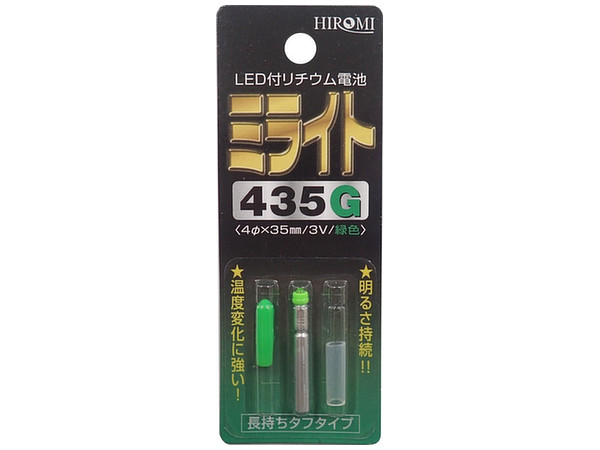 HIROMI
LED付リチウム電池
ミライト
435G
〈4φ×35㎜/3V/緑色〉
★温度変化に強い!
★明るさ持続!!
長持ちタフタイプ